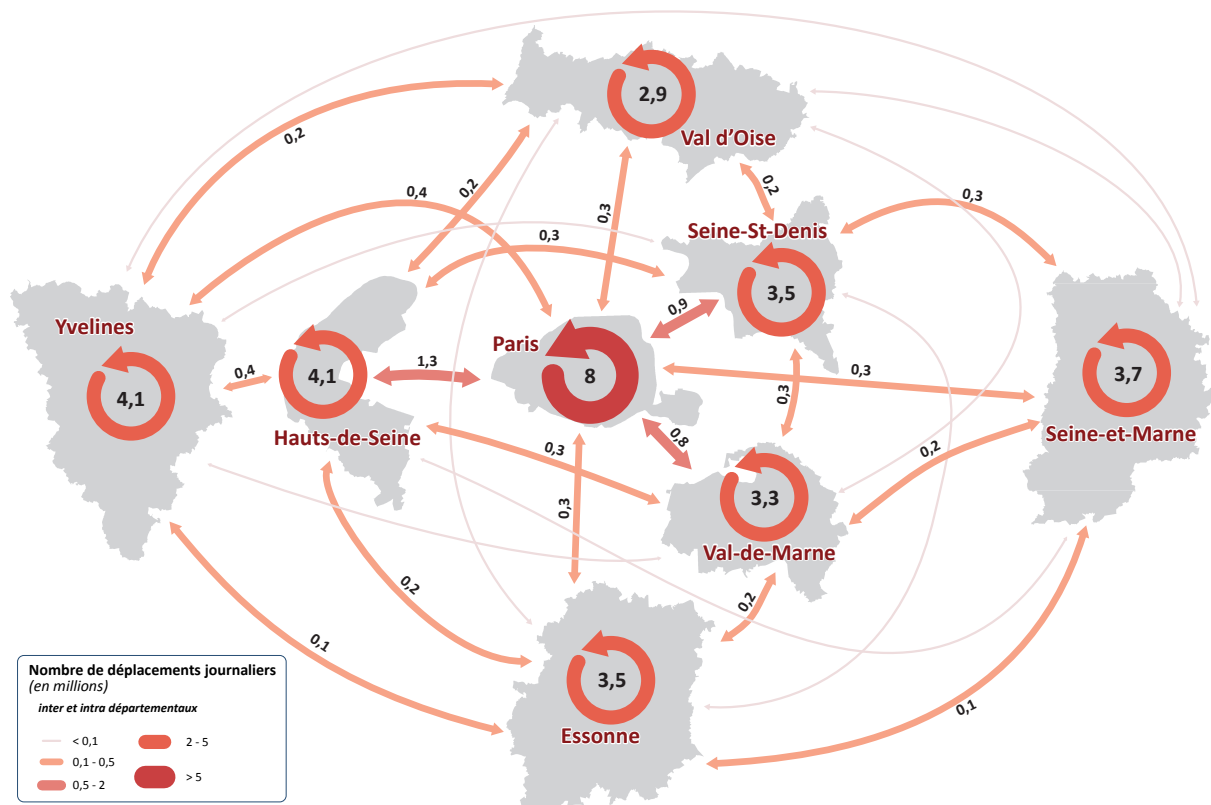 2,9
Val d'Oise
0,2
0,2
0,4
0,3
0,3
0,2
0,3
Seine-St-Denis
3,5
0,9
Yvelines
4,1
0,4
4,1
Hauts-de-Seine
1,3
Paris
8
0,3
0,3
3,7
Seine-et-Marne
0,8
0,3
0,2
3,3
Val-de-Marne
0,3
0,2
0,2
0,1
3,5
Essonne
0,1
Nombre de déplacements journaliers
(en millions)
inter et intra départementaux
< 0,1
0,1 - 0,5
0,5 - 2
2 - 5
> 5